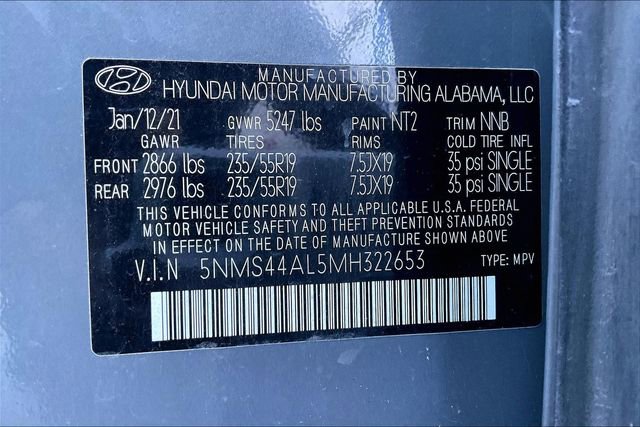 MANUFACTURED BY
HYUNDAI MOTOR MANUFACTURING ALABAMA, LLC
Jan/12/21 GVWR 5247 lbs PAINT NT2 TRIM NNB
GAWR TIRES RIMS COLD TIRE INFL
FRONT 2866 lbs 235/55R19 7.5JX19 35 psi SINGLE
REAR 2976 lbs 235/55R19 7.5JX19 35 psi SINGLE
THIS VEHICLE CONFORMS TO ALL APPLICABLE U.S.A. FEDERAL
MOTOR VEHICLE SAFETY AND THEFT PREVENTION STANDARDS
IN EFFECT ON THE DATE OF MANUFACTURE SHOWN ABOVE
V.I.N 5NMS44AL5MH322653 TYPE: MPV